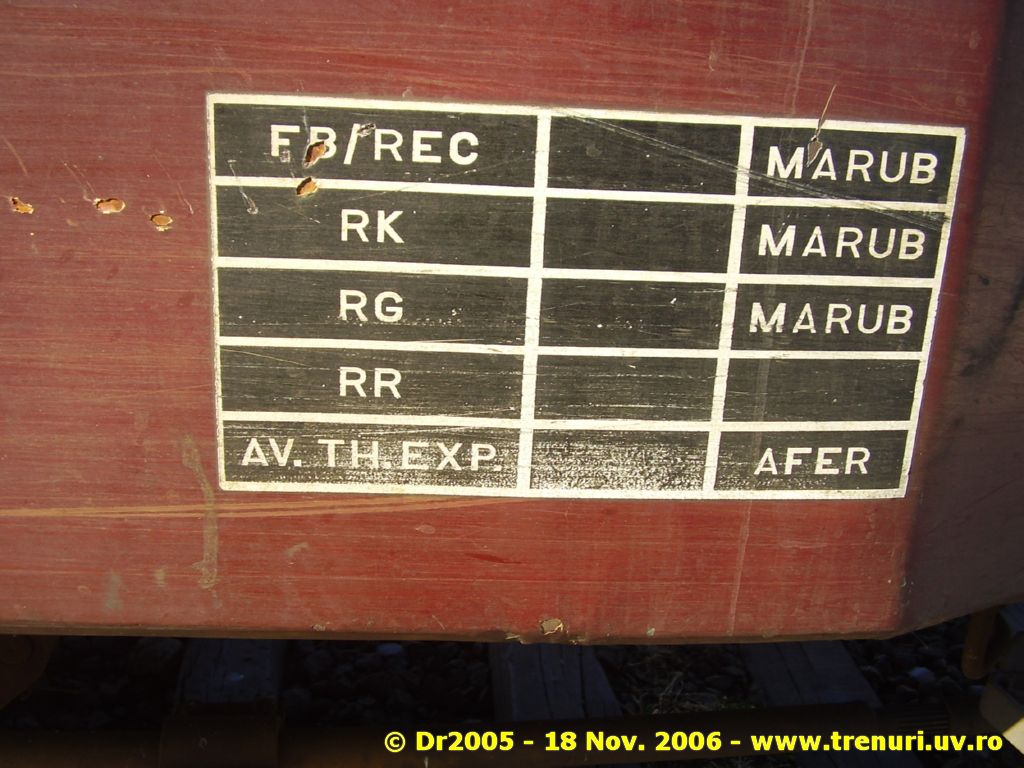 FB/REC MARUB
RK MARUB
RG MARUB
RR
AV. TH.EXP. AFER
© Dr2005 - 18 Nov. 2006 - www.trenuri.uv.ro